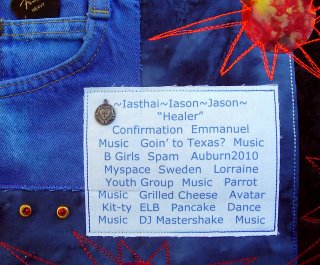 HEAVY
~Iasthai~Iason~Jason~
"Healer"
Confirmation Emmanuel
Music Goin' to Texas? Music
B Girls Spam Auburn2010
Myspace Sweden Lorraine
Youth Group Music Parrot
Music Grilled Cheese Avatar
Kit-ty ELB Pancake Dance
Music DJ Mastershake Music